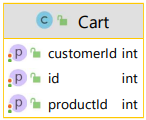 C Cart
p customerId int
p id int
p productId int